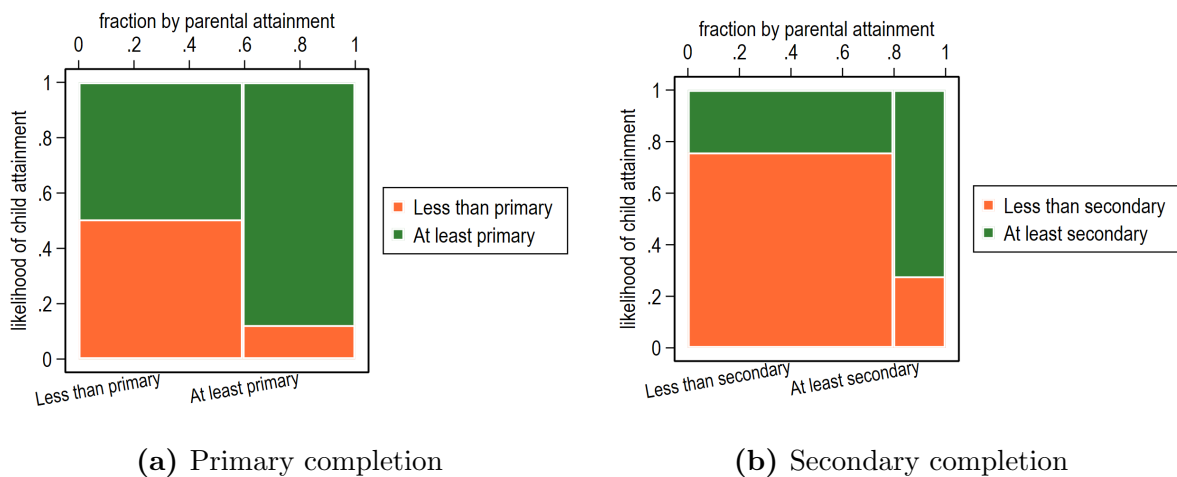 fraction by parental attainment
0 .2 .4 .6 .8 1
likelihood of child attainment
1
.8
.6
.4
.2
0
Less than primary At least primary
Less than primary
At least primary
(a) Primary completion
fraction by parental attainment
0 .2 .4 .6 .8 1
likelihood of child attainment
1
.8
.6
.4
.2
0
Less than secondary At least secondary
Less than secondary
At least secondary
(b) Secondary completion